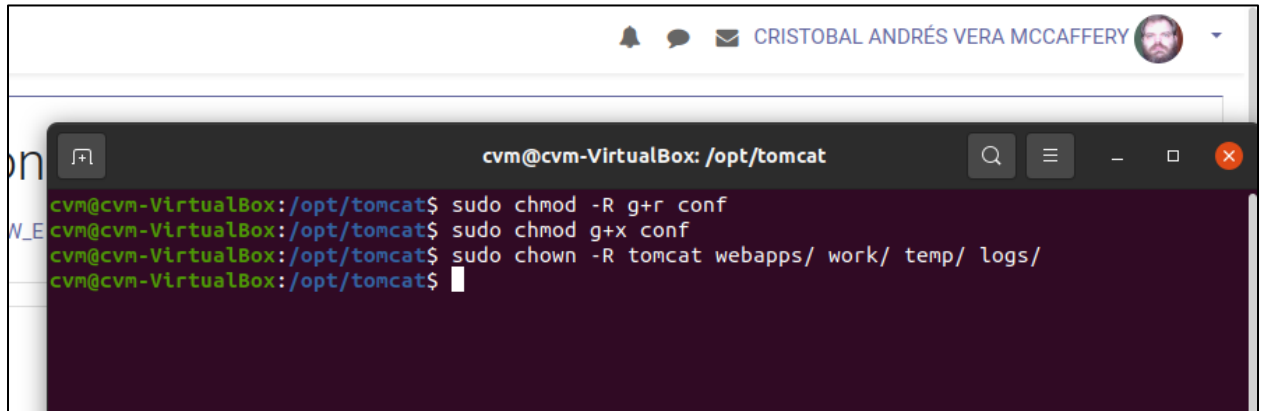 CRISTOBAL ANDRÉS VERA MCCAFFERY
on
cvm@cvm-VirtualBox: /opt/tomcat
cvm@cvm-VirtualBox:/opt/tomcat$ sudo chmod -R g+r conf
W_E
cvm@cvm-VirtualBox:/opt/tomcat$ sudo chmod g+x conf
cvm@cvm-VirtualBox:/opt/tomcat$ sudo chown -R tomcat webapps/ work/ temp/ logs/
cvm@cvm-VirtualBox:/opt/tomcat$